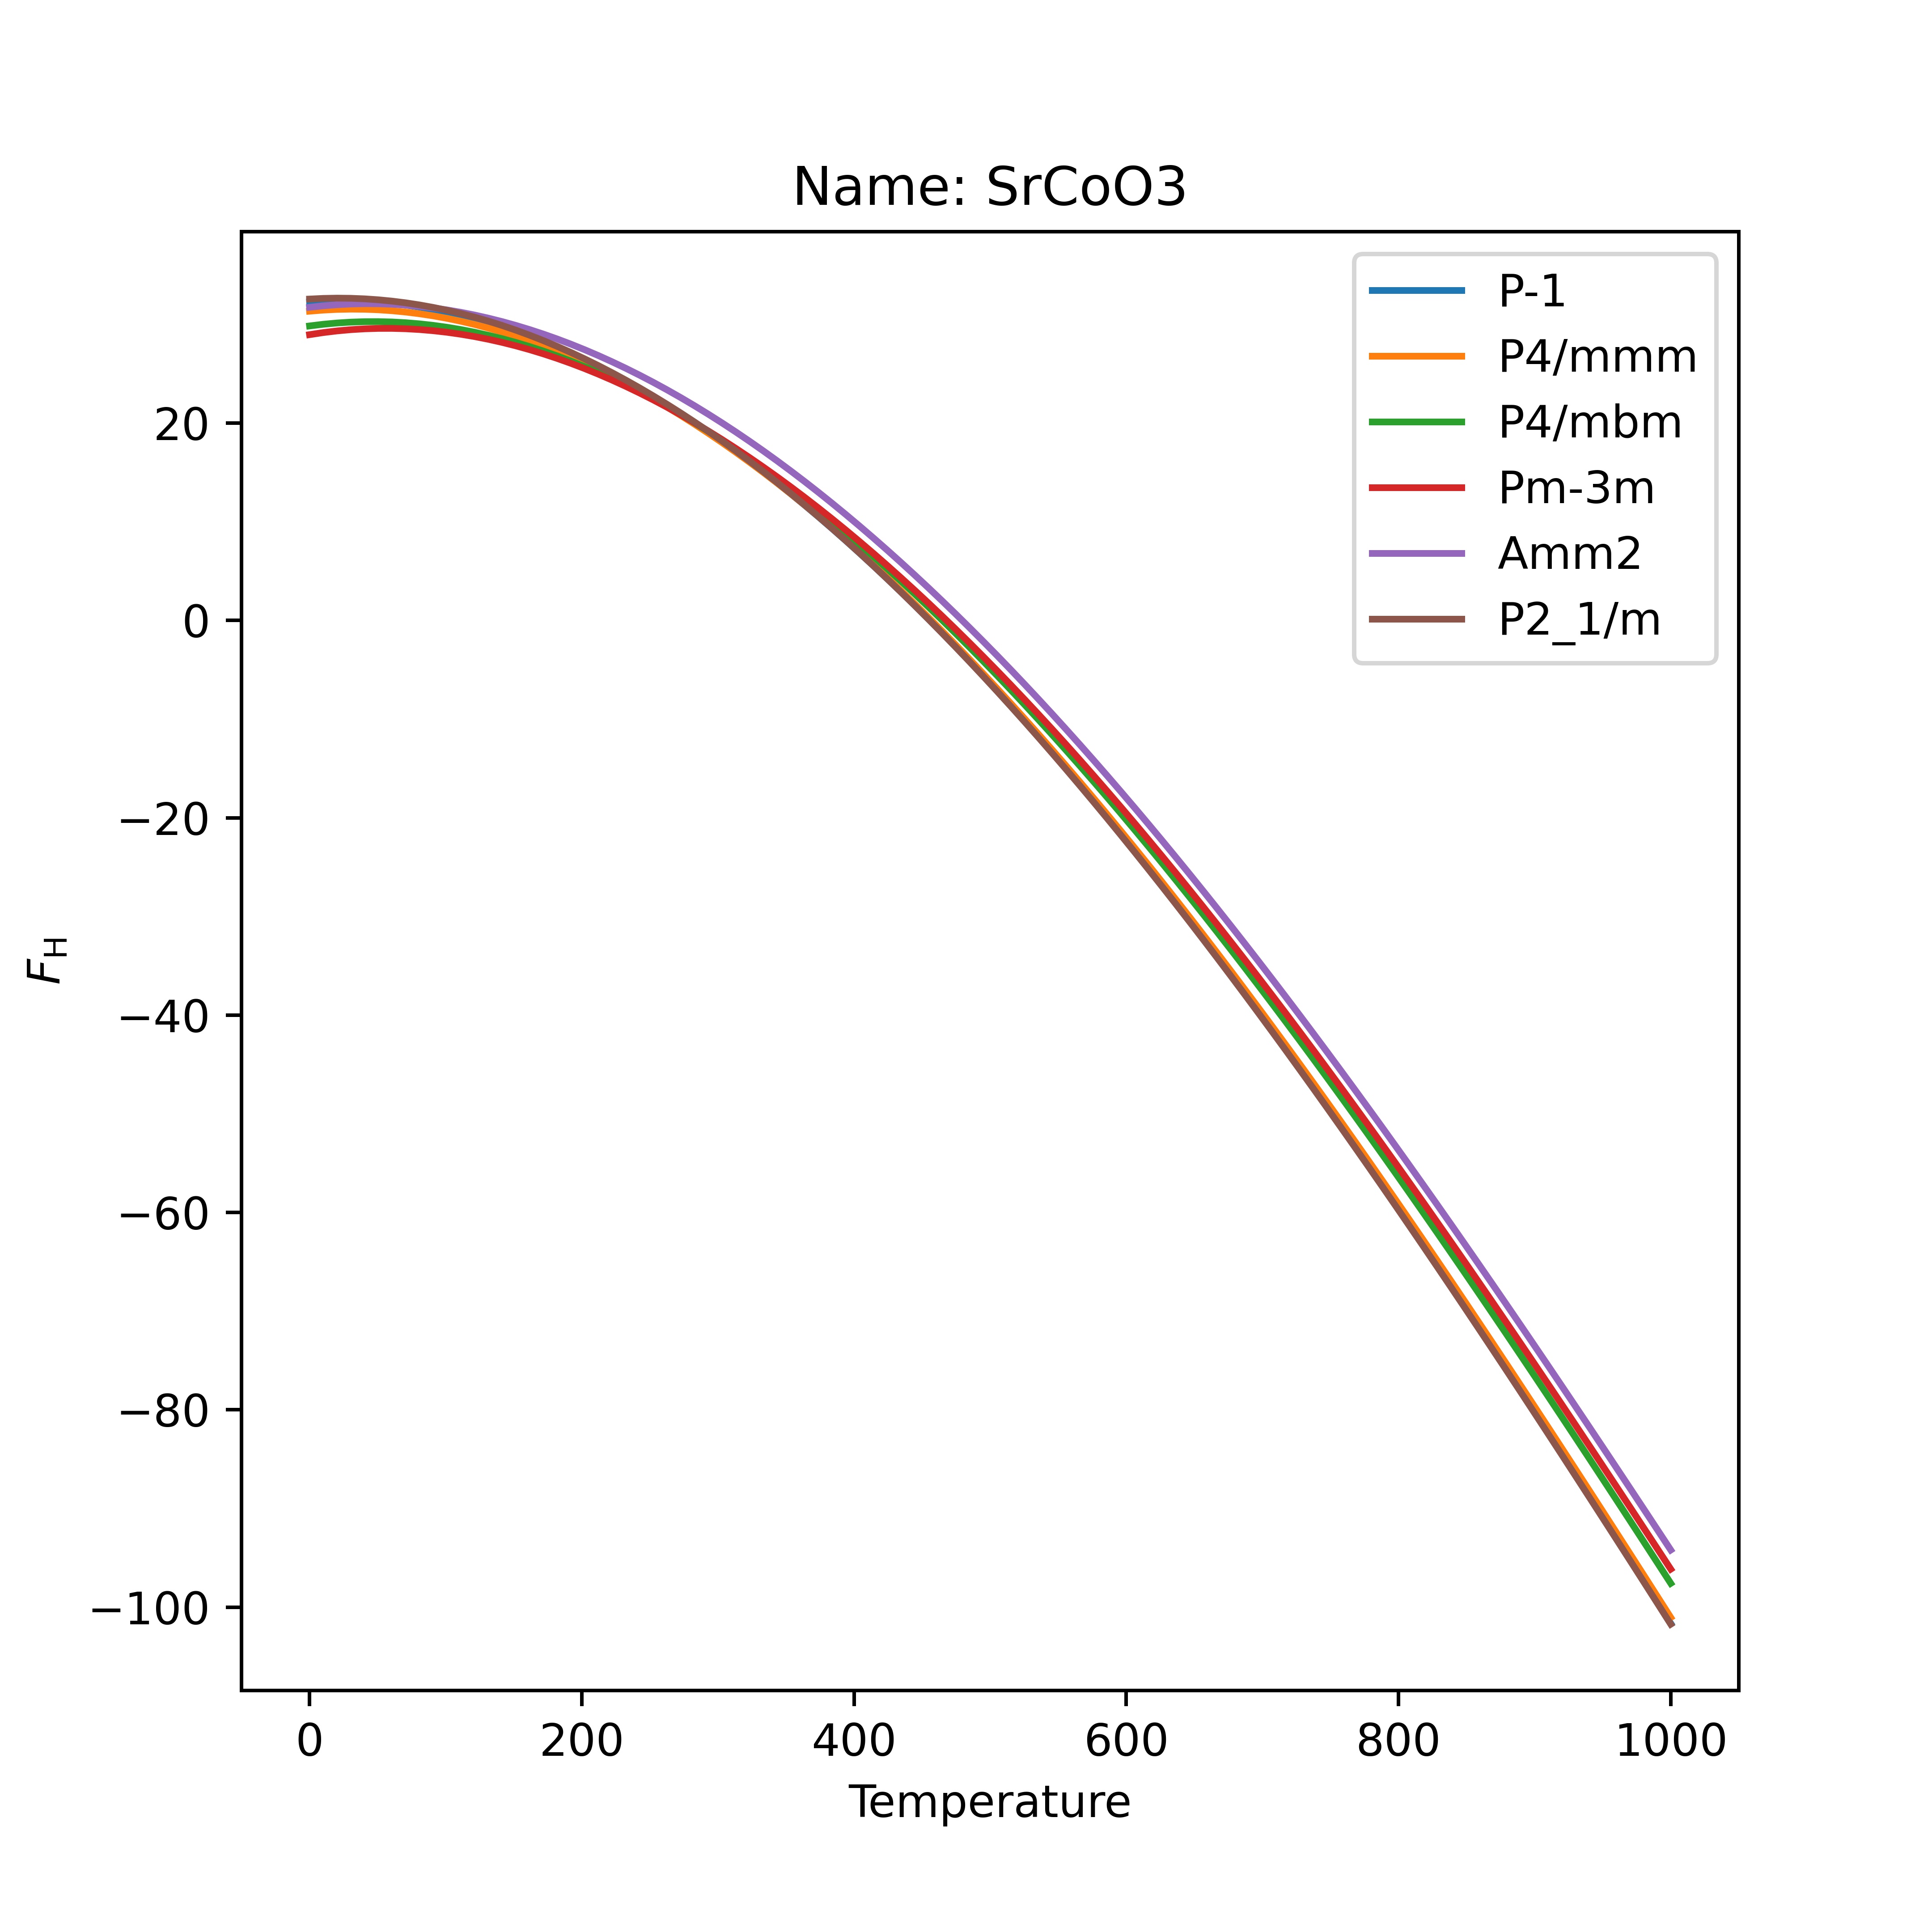 Name: SrCoO3
P-1
P4/mmm
P4/mbm
Pm-3m
Amm2
P2_1/m
20
0
−20
−40
−60
−80
−100
F_H
0 200 400 600 800 1000
Temperature